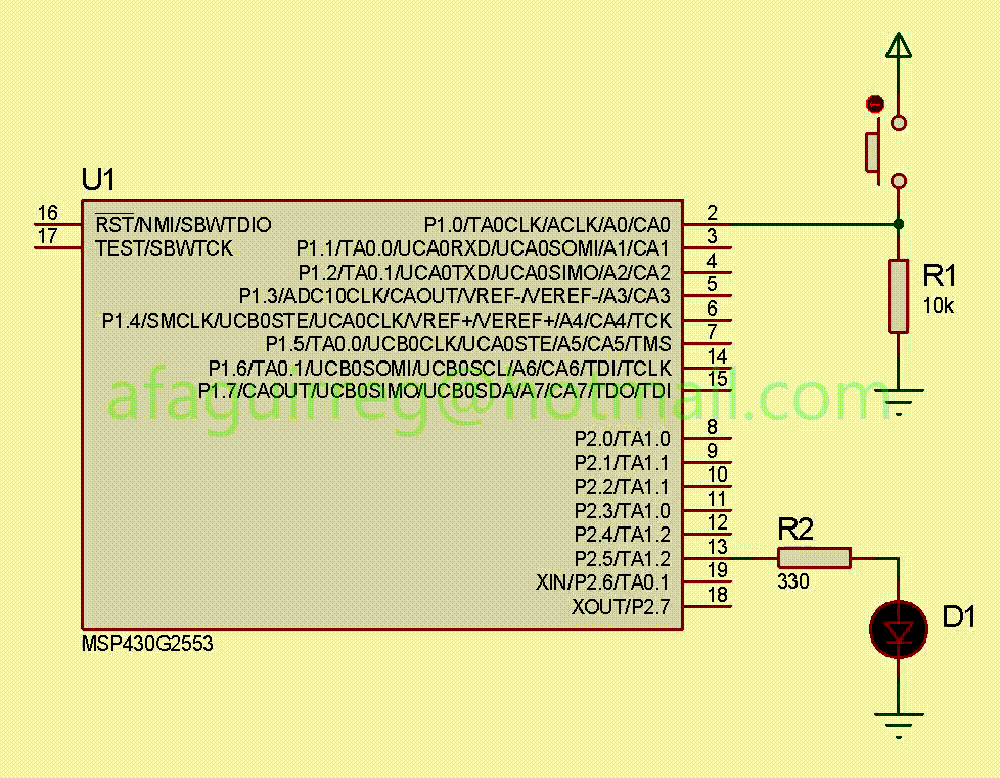 U1
16
RST/NMI/SBWTDIO
17
TEST/SBWTCK
P1.0/TA0CLK/ACLK/A0/CA0
2
P1.1/TA0.0/UCA0RXD/UCA0SOMI/A1/CA1
3
P1.2/TA0.1/UCA0TXD/UCA0SIMO/A2/CA2
4
P1.3/ADC10CLK/CAOUT/VREF-/VEREF-/A3/CA3
5
P1.4/SMCLK/UCB0STE/UCA0CLK/VREF+/VEREF+/A4/CA4/TCK
6
P1.5/TA0.0/UCB0CLK/UCA0STE/A5/CA5/TMS
7
P1.6/TA0.1/UCB0SOMI/UCB0SCL/A6/CA6/TDI/TCLK
14
P1.7/CAOUT/UCB0SIMO/UCB0SDA/A7/CA7/TDO/TDI
15
afaguirreg@hotmail.com
P2.0/TA1.0
8
P2.1/TA1.1
9
P2.2/TA1.1
10
P2.3/TA1.0
11
P2.4/TA1.2
12
P2.5/TA1.2
13
XIN/P2.6/TA0.1
19
XOUT/P2.7
18
MSP430G2553
R1
10k
R2
330
D1